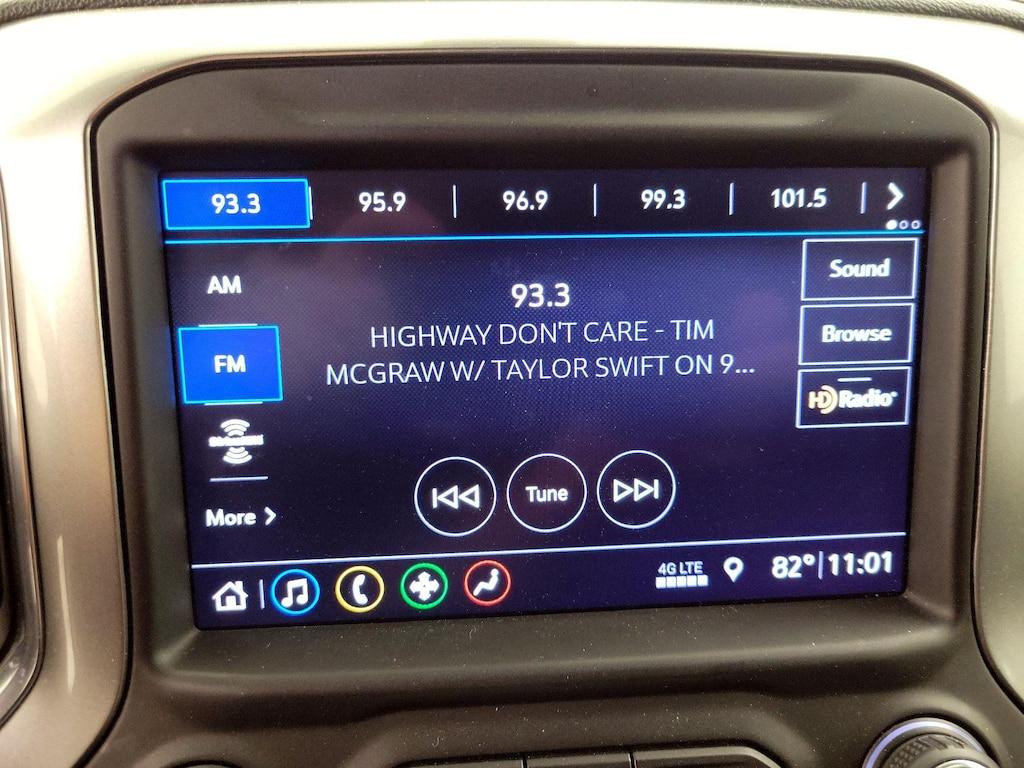 93.3 95.9 96.9 99.3 101.5
AM
FM
More
93.3
HIGHWAY DON'T CARE - TIM
MCGRAW W/ TAYLOR SWIFT ON 9...
Tune
Sound
Browse
HD Radio
4G LTE
82° 11:01